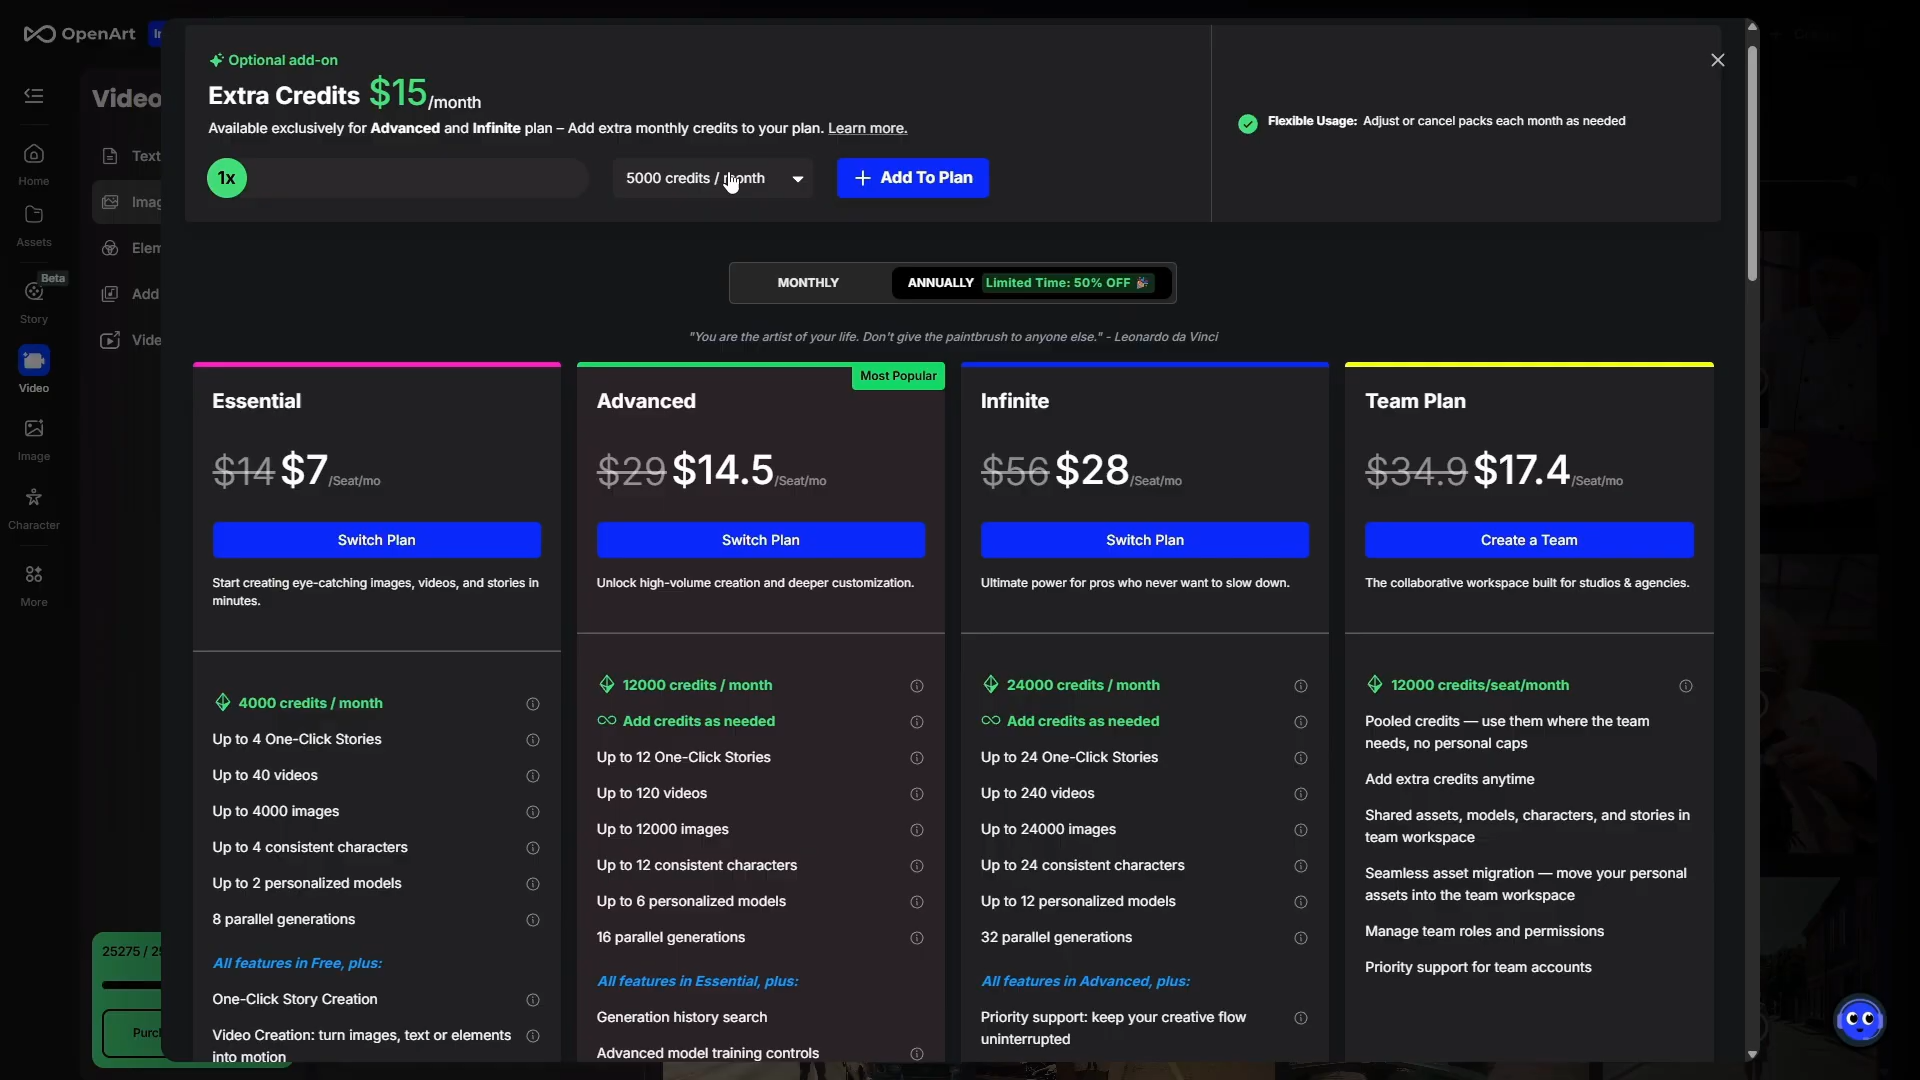 OpenArt
Home
Assets
Beta
Story
Video
Image
Character
More
Video
Text
Imag
Elem
Add
Vide
Optional add-on
Extra Credits $15/month
Available exclusively for Advanced and Infinite plan – Add extra monthly credits to your plan. Learn more.
1x
5000 credits / month
Add To Plan
Flexible Usage: Adjust or cancel packs each month as needed
MONTHLY
ANNUALLY Limited Time: 50% OFF 🎉
"You are the artist of your life. Don't give the paintbrush to anyone else." - Leonardo da Vinci
Essential
$14 $7/Seat/mo
Switch Plan
Start creating eye-catching images, videos, and stories in
minutes.
4000 credits / month
Up to 4 One-Click Stories
Up to 40 videos
Up to 4000 images
Up to 4 consistent characters
Up to 2 personalized models
8 parallel generations
All features in Free, plus:
One-Click Story Creation
Video Creation: turn images, text or elements
into motion
Most Popular
Advanced
$29 $14.5/Seat/mo
Switch Plan
Unlock high-volume creation and deeper customization.
12000 credits / month
Add credits as needed
Up to 12 One-Click Stories
Up to 120 videos
Up to 12000 images
Up to 12 consistent characters
Up to 6 personalized models
16 parallel generations
All features in Essential, plus:
Generation history search
Advanced model training controls
Infinite
$56 $28/Seat/mo
Switch Plan
Ultimate power for pros who never want to slow down.
24000 credits / month
Add credits as needed
Up to 24 One-Click Stories
Up to 240 videos
Up to 24000 images
Up to 24 consistent characters
Up to 12 personalized models
32 parallel generations
All features in Advanced, plus:
Priority support: keep your creative flow
uninterrupted
Team Plan
$34.9 $17.4/Seat/mo
Create a Team
The collaborative workspace built for studios & agencies.
12000 credits/seat/month
Pooled credits — use them where the team
needs, no personal caps
Add extra credits anytime
Shared assets, models, characters, and stories in
team workspace
Seamless asset migration — move your personal
assets into the team workspace
Manage team roles and permissions
Priority support for team accounts
25275 / 25
Purc